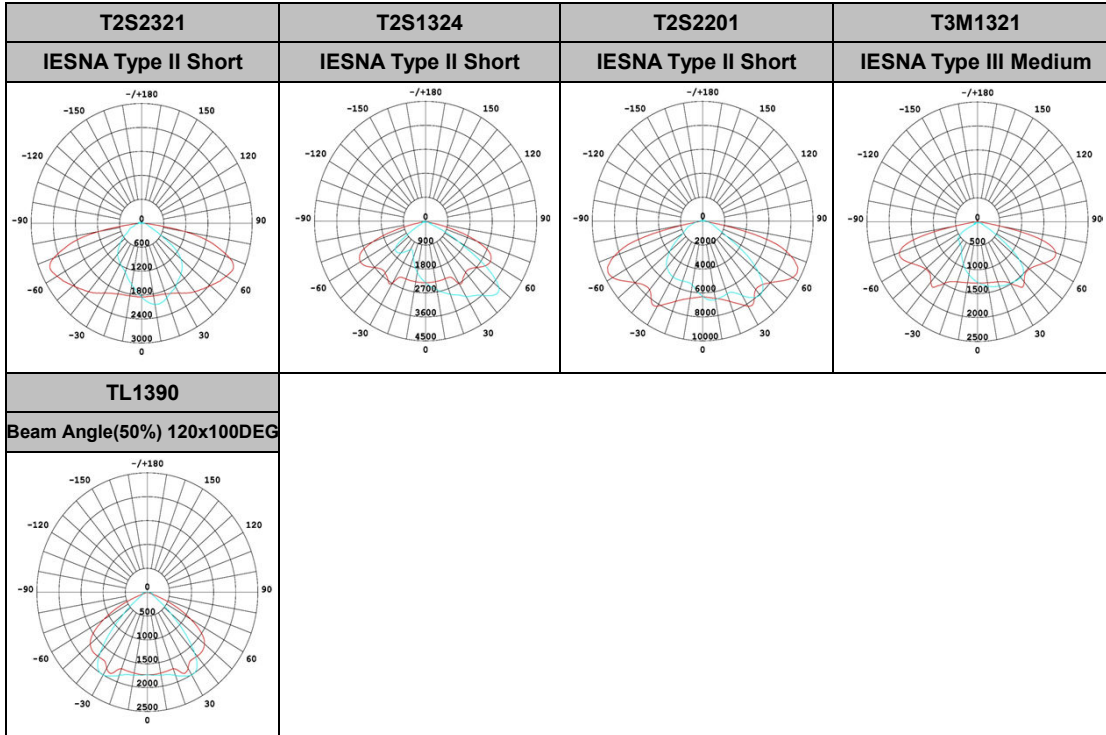 T2S2321 T2S1324 T2S2201 T3M1321
IESNA Type II Short IESNA Type II Short IESNA Type II Short IESNA Type III Medium
-/+180 -/+180 -/+180 -/+180
-150 150 -150 150 -150 150 -150 150
-120 120 -120 120 -120 120 -120 120
-90 0 90 -90 0 90 -90 0 90 -90 0 90
600 900 2000 500
1200 1800 4000 1000
-60 60 -60 60 -60 60 -60 60
1800 2700 6000 1500
2400 3600 8000 2000
-30 30 -30 30 -30 30 -30 30
3000 4500 10000 2500
0 0 0 0
TL1390
Beam Angle(50%) 120x100DEG
-/+180
-150 150
-120 120
-90 0 90
500
1000
-60 60
1500
2000
-30 30
2500
0